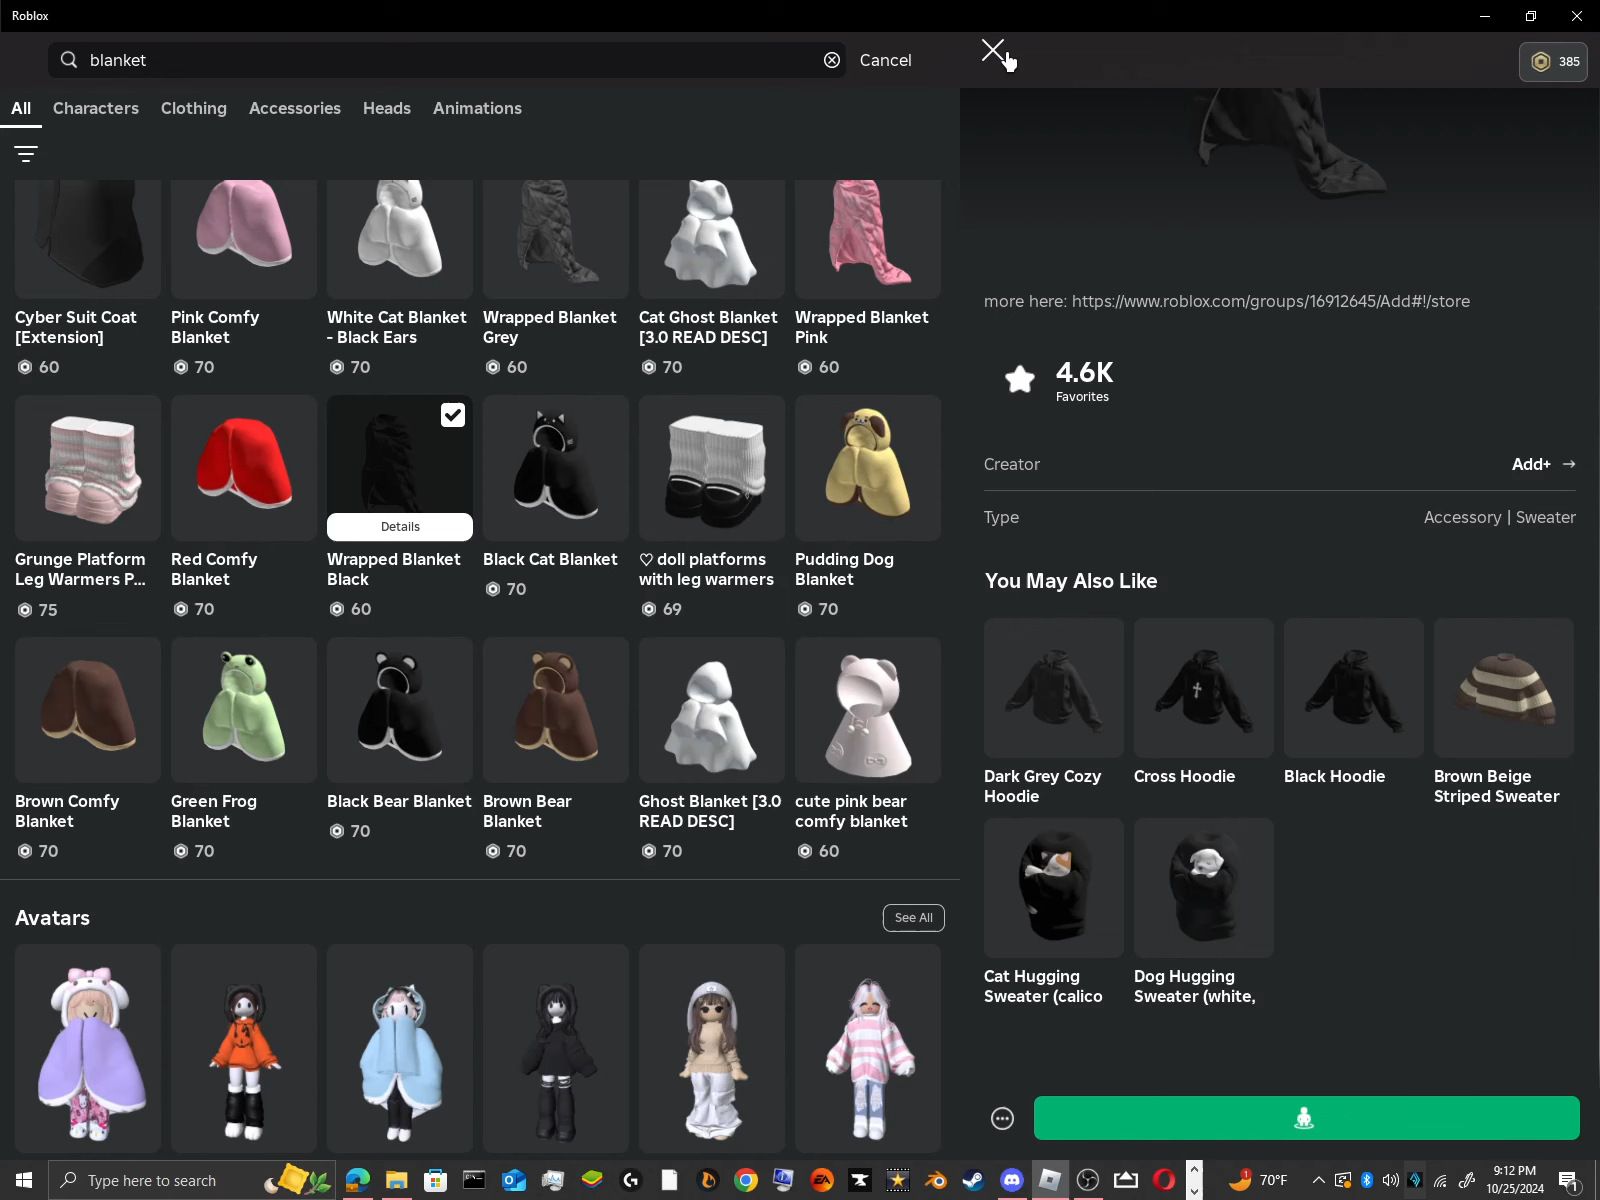 Roblox
blanket
Cancel
385
All Characters Clothing Accessories Heads Animations
Cyber Suit Coat [Extension]
60
Pink Comfy Blanket
70
White Cat Blanket - Black Ears
70
Wrapped Blanket Grey
60
Cat Ghost Blanket [3.0 READ DESC]
70
Wrapped Blanket Pink
60
Grunge Platform Leg Warmers P...
75
Red Comfy Blanket
70
Details
Wrapped Blanket Black
60
Black Cat Blanket
70
♡ doll platforms with leg warmers
69
Pudding Dog Blanket
70
Brown Comfy Blanket
70
Green Frog Blanket
70
Black Bear Blanket
70
Brown Bear Blanket
70
Ghost Blanket [3.0 READ DESC]
70
cute pink bear comfy blanket
60
Avatars
See All
more here: https://www.roblox.com/groups/16912645/Add#!/store
4.6K
Favorites
Creator
Add+ →
Type
Accessory | Sweater
You May Also Like
Dark Grey Cozy Hoodie
Cross Hoodie
Black Hoodie
Brown Beige Striped Sweater
Cat Hugging Sweater (calico
Dog Hugging Sweater (white,
Type here to search
1
70°F
9:12 PM
10/25/2024
1